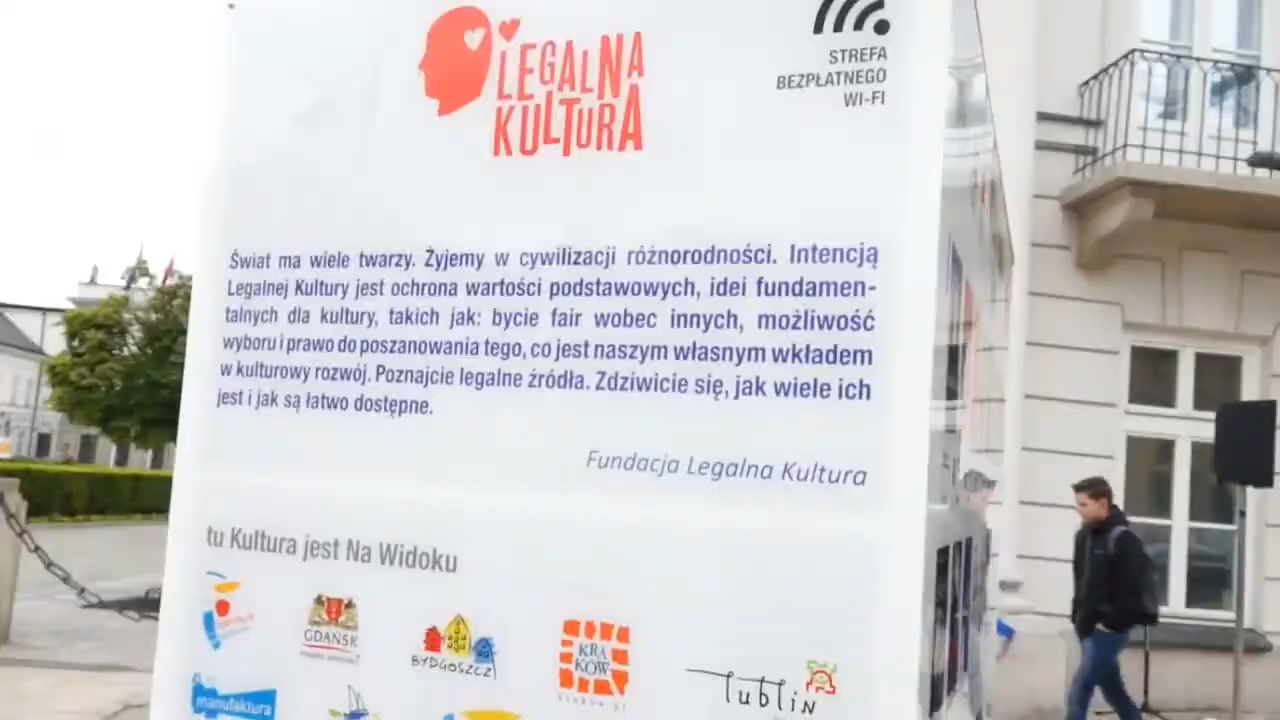 LEGALNA
KULTURA
STREFA
BEZPŁATNEGO
WI-FI
Świat ma wiele twarzy. Żyjemy w cywilizacji różnorodności. Intencją
Legalnej Kultury jest ochrona wartości podstawowych, idei fundamen-
talnych dla kultury, takich jak: bycie fair wobec innych, możliwość
wyboru i prawo do poszanowania tego, co jest naszym własnym wkładem
w kulturowy rozwój. Poznajcie legalne źródła. Zdziwicie się, jak wiele ich
jest i jak są łatwo dostępne.
Fundacja Legalna Kultura
tu Kultura jest Na Widoku
GDAŃSK
BYDGOSZCZ
KRA
KÓW
lublin
manufaktura